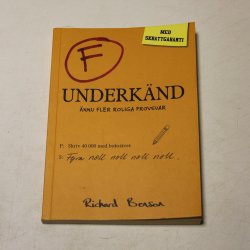 MED
SKRATTGARANTI
F
UNDERKÄND
ÄNNU FLER ROLIGA PROVSVAR
F: Skriv 40 000 med bokstäver.
S: Fyra noll noll noll noll.
Richard Benson